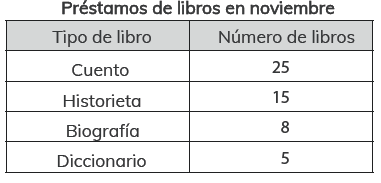 Préstamos de libros en noviembre
Tipo de libro Número de libros
Cuento 25
Historieta 15
Biografía 8
Diccionario 5